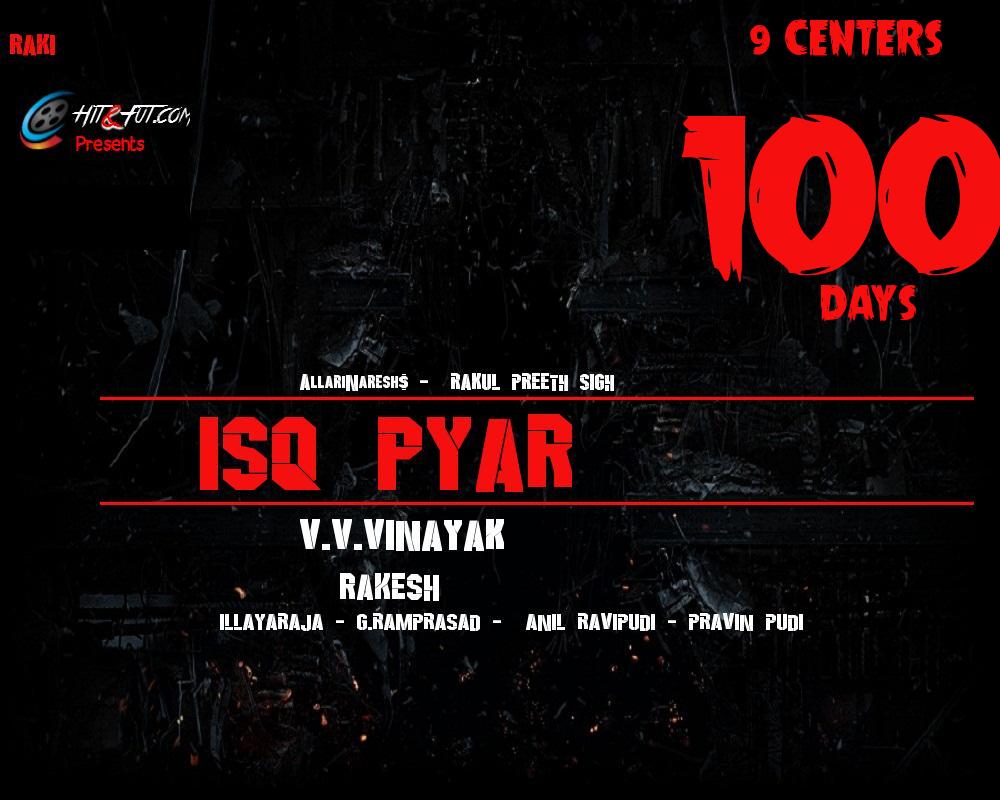 RAKI
9 CENTERS
HIT&FUT.COM
Presents
100
DAYS
ALLARINARESH$ - RAKUL PREETH SIGH
ISQ PYAR
V.V.VINAYAK
RAKESH
ILLAYARAJA - G.RAMPRASAD - ANIL RAVIPUDI - PRAVIN PUDI